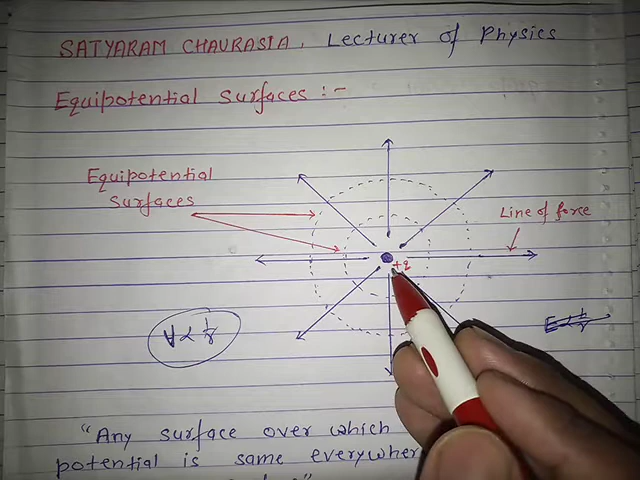 SATYARAM CHAURASIA, Lecturer of Physics
Equipotential Surfaces :-
Equipotential
surfaces
Line of force
+q
V ∝ 1/r
"Any surface over which
potential is same everywher